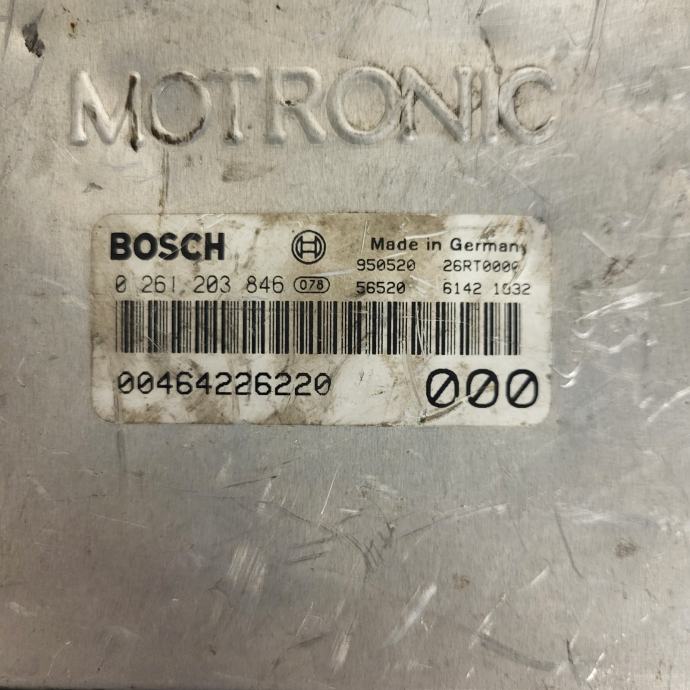 MOTRONIC
BOSCH Made in Germany
950520 26RT0000
0 261 203 846 078 56520 6142 1032
00464226220 000